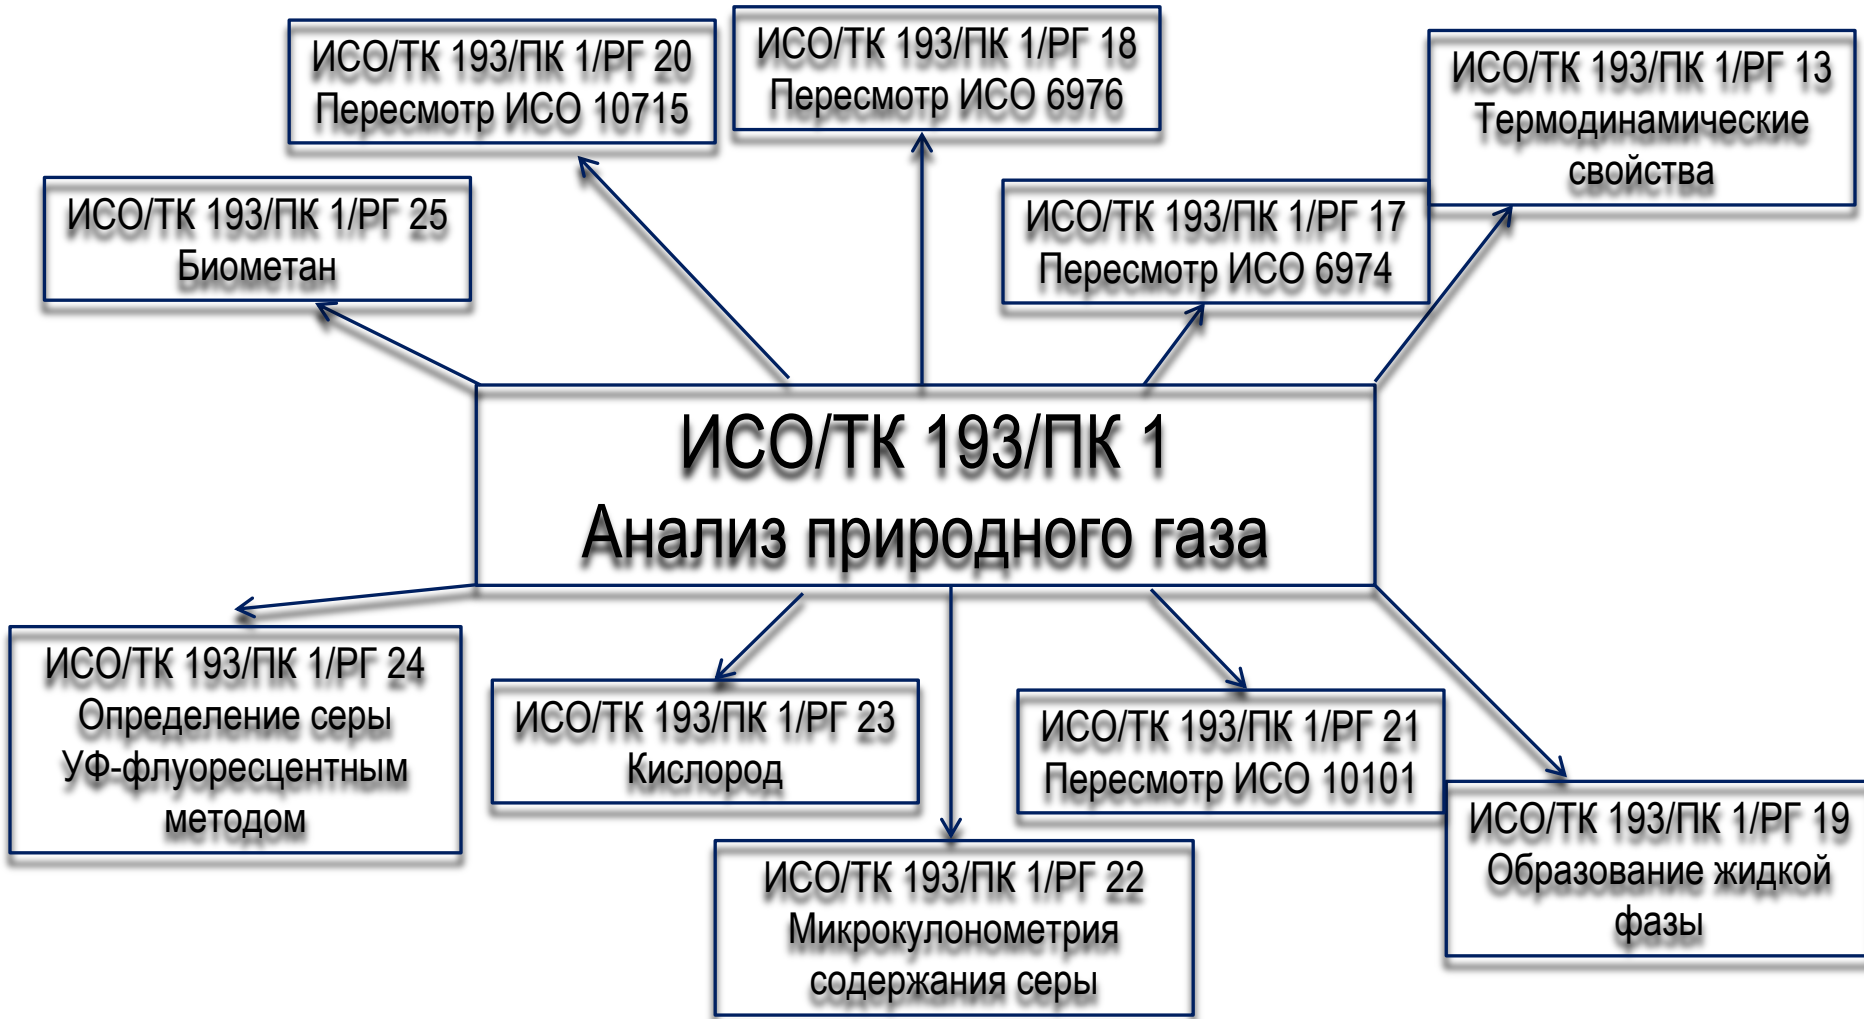 ИСО/ТК 193/ПК 1/РГ 20
Пересмотр ИСО 10715
ИСО/ТК 193/ПК 1/РГ 18
Пересмотр ИСО 6976
ИСО/ТК 193/ПК 1/РГ 13
Термодинамические
свойства
ИСО/ТК 193/ПК 1/РГ 25
Биометан
ИСО/ТК 193/ПК 1/РГ 17
Пересмотр ИСО 6974
ИСО/ТК 193/ПК 1
Анализ природного газа
ИСО/ТК 193/ПК 1/РГ 24
Определение серы
УФ-флуоресцентным
методом
ИСО/ТК 193/ПК 1/РГ 23
Кислород
ИСО/ТК 193/ПК 1/РГ 21
Пересмотр ИСО 10101
ИСО/ТК 193/ПК 1/РГ 19
Образование жидкой
фазы
ИСО/ТК 193/ПК 1/РГ 22
Микрокулонометрия
содержания серы